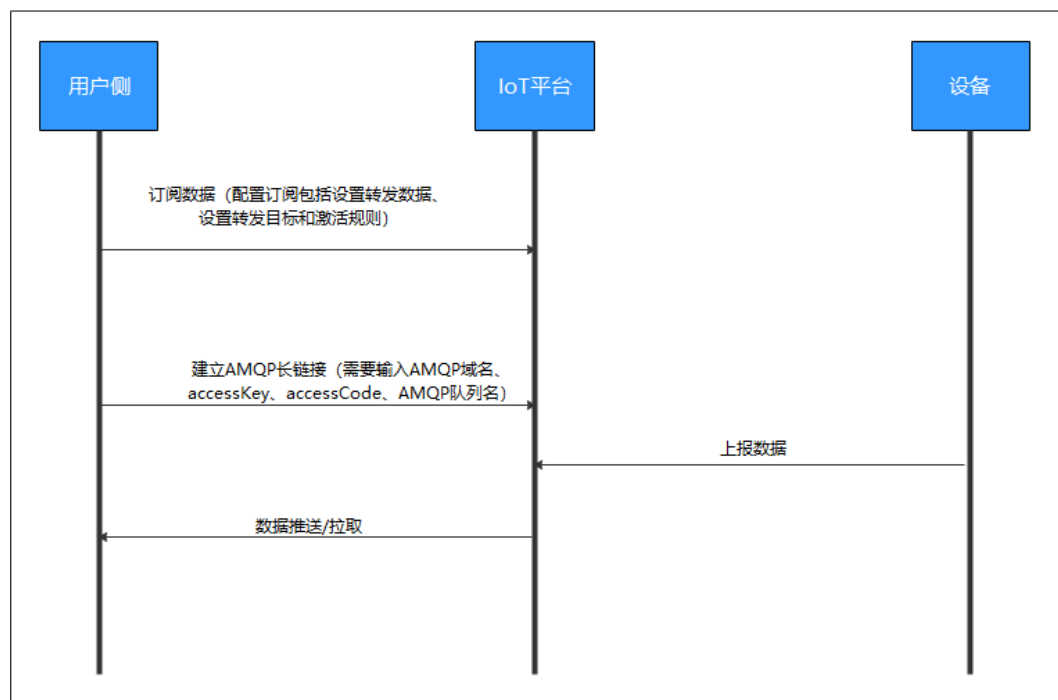 用户侧
IoT平台
设备
订阅数据（配置订阅包括设置转发数据、
设置转发目标和激活规则）
建立AMQP长链接（需要输入AMQP域名、
accessKey、accessCode、AMQP队列名）
上报数据
数据推送/拉取